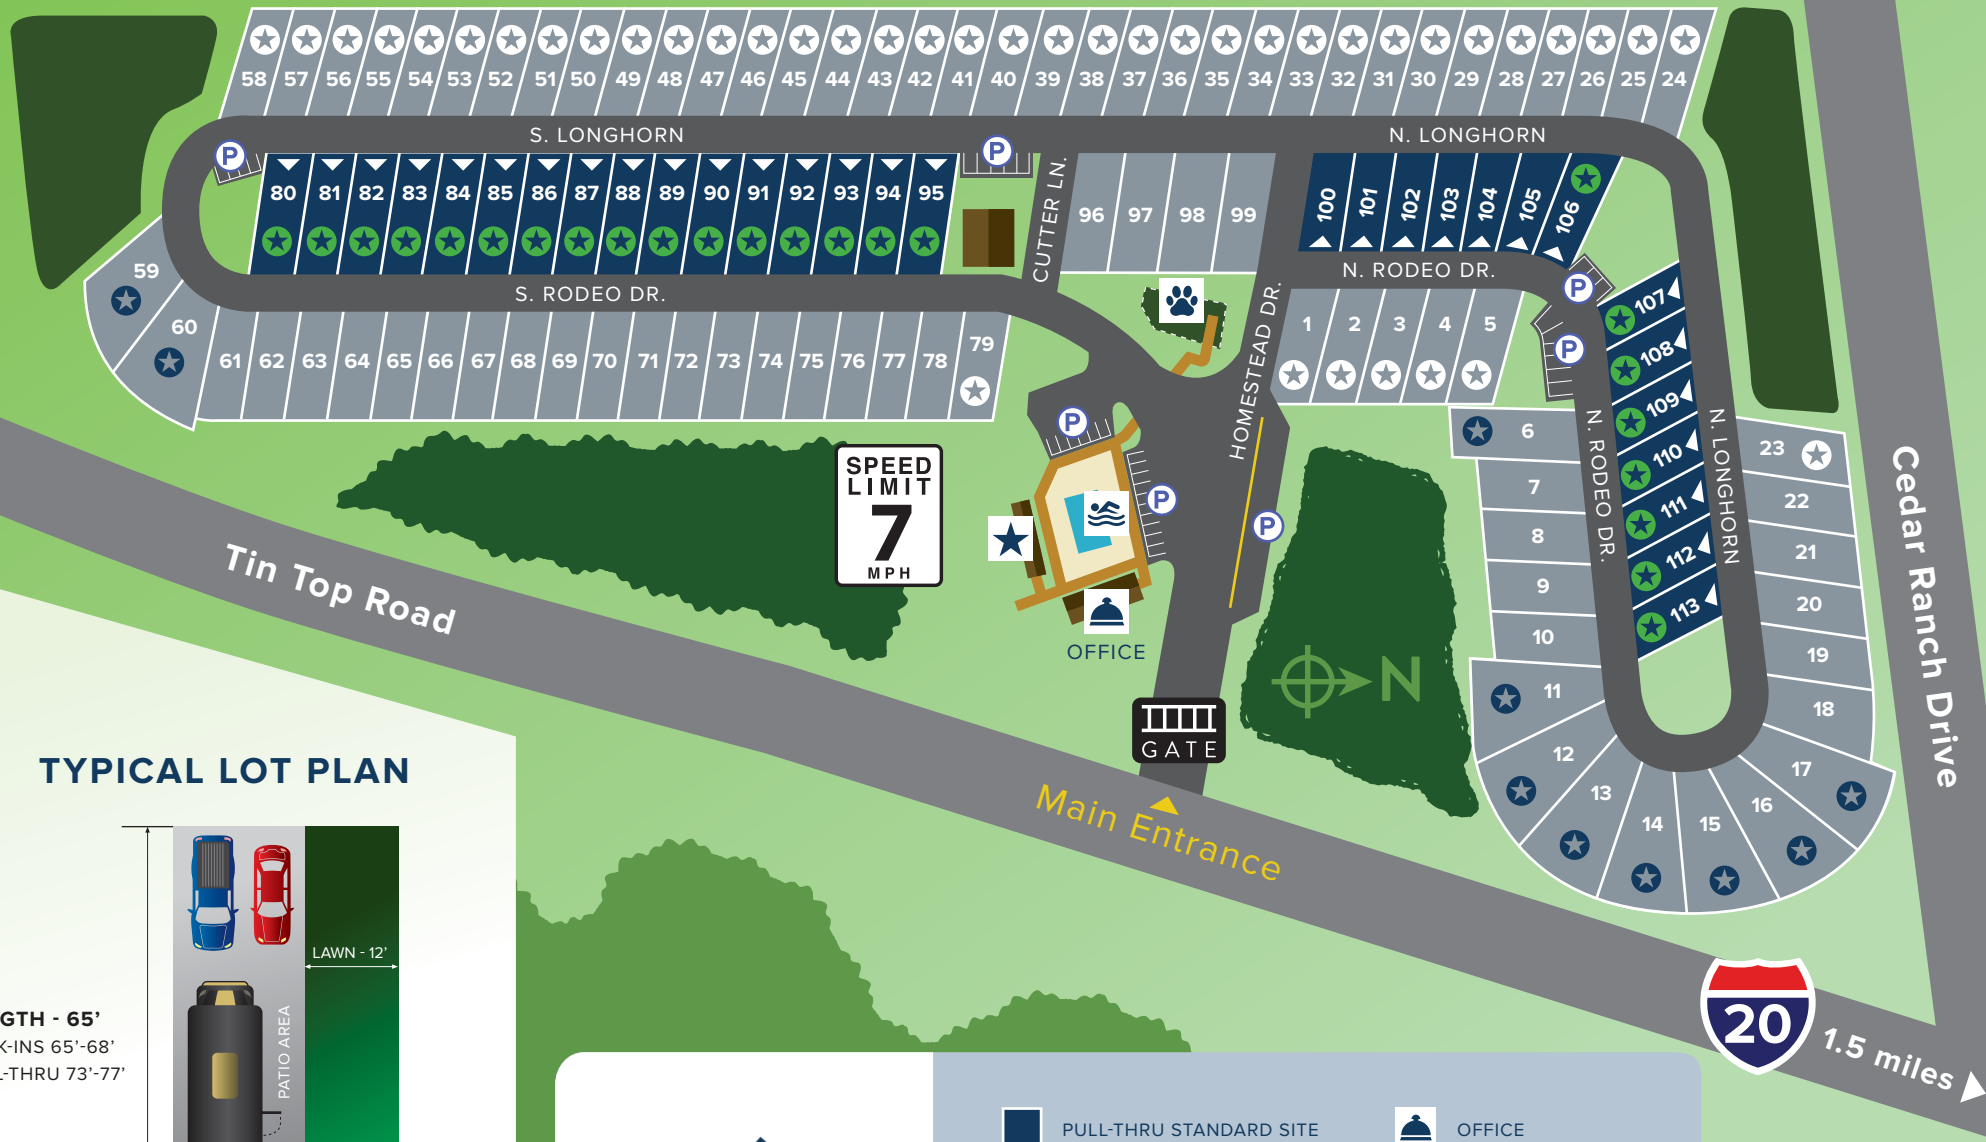 58 57 56 55 54 53 52 51 50 49 48 47 46 45 44 43 42 41 40 39 38 37 36 35 34 33 32 31 30 29 28 27 26 25 24
S. LONGHORN
N. LONGHORN
P
P
80 81 82 83 84 85 86 87 88 89 90 91 92 93 94 95
CUTTER LN.
96 97 98 99
100 101 102 103 104 105 106
59
60
S. RODEO DR.
N. RODEO DR.
P
107
108
109
110
111
112
113
61 62 63 64 65 66 67 68 69 70 71 72 73 74 75 76 77 78 79
HOMESTEAD DR.
1 2 3 4 5
P
N. RODEO DR.
N. LONGHORN
6
7
8
9
10
11
12
13
14
15
16
17
18
19
20
21
22
23
P
P
P
SPEED
LIMIT
7
MPH
OFFICE
N
GATE
Tin Top Road
Main Entrance
Cedar Ranch Drive
20
1.5 miles
TYPICAL LOT PLAN
LAWN - 12’
PATIO AREA
GTH - 65’
K-INS 65’-68’
L-THRU 73’-77’
PULL-THRU STANDARD SITE
OFFICE